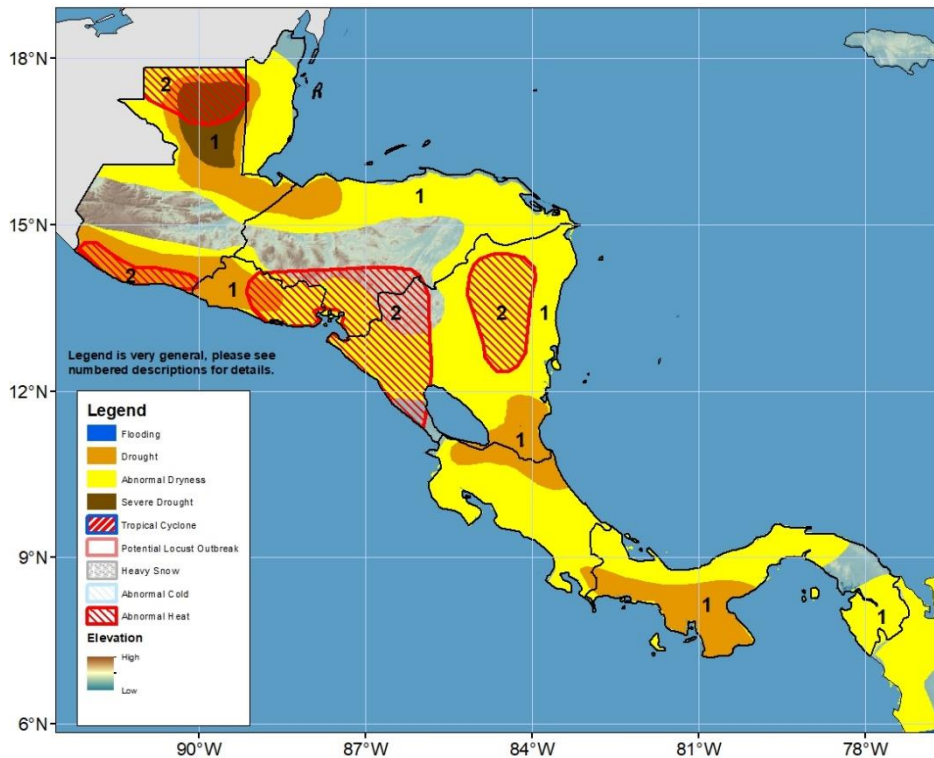 18°N
2
1
1
15°N
2
1
2
2
1
Legend is very general, please see
numbered descriptions for details.
12°N
Legend
Flooding
Drought
1
Abnormal Dryness
Severe Drought
Tropical Cyclone
Potential Locust Outbreak
9°N
Heavy Snow
Abnormal Cold
1
Abnormal Heat
1
Elevation
High
Low
6°N
90°W
87°W
84°W
81°W
78°W